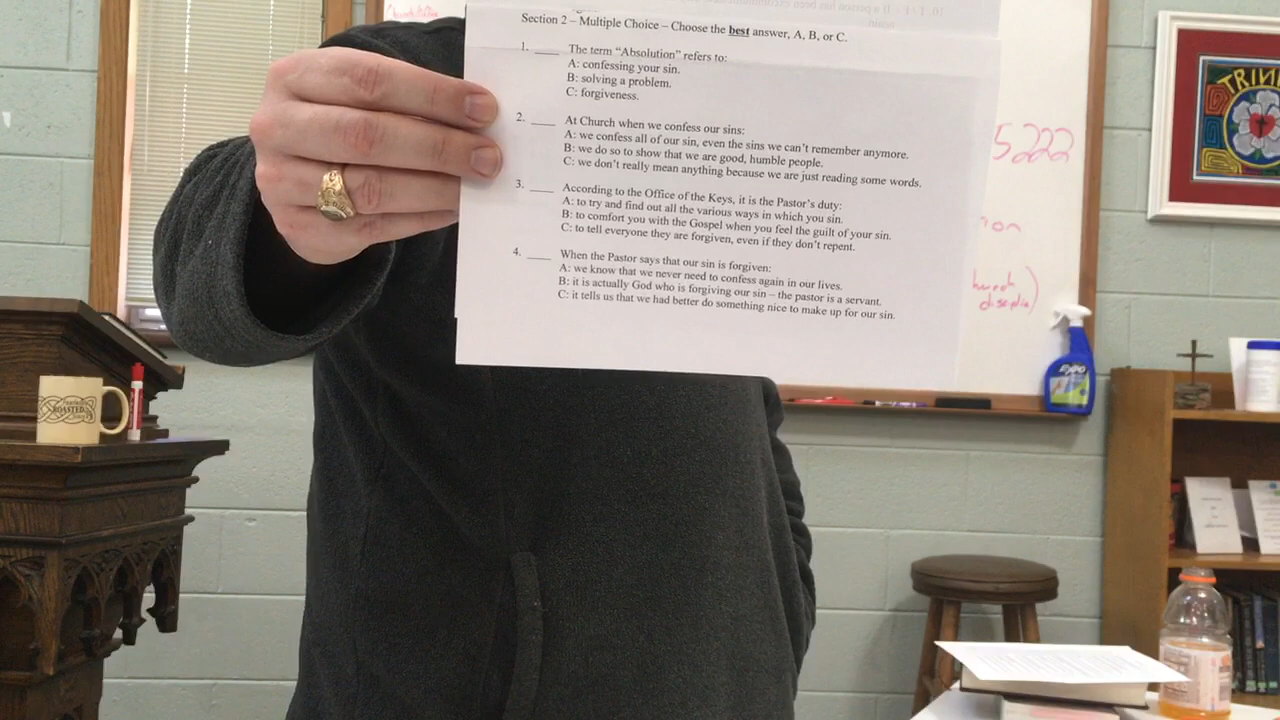 Section 2 – Multiple Choice – Choose the best answer, A, B, or C.
1. ____ The term “Absolution” refers to:
A: confessing your sin.
B: solving a problem.
C: forgiveness.
2. ____ At Church when we confess our sins:
A: we confess all of our sin, even the sins we can't remember anymore.
B: we do so to show that we are good, humble people.
C: we don't really mean anything because we are just reading some words.
3. ____ According to the Office of the Keys, it is the Pastor's duty:
A: to try and find out all the various ways in which you sin.
B: to comfort you with the Gospel when you feel the guilt of your sin.
C: to tell everyone they are forgiven, even if they don't repent.
4. ____ When the Pastor says that our sin is forgiven:
A: we know that we never need to confess again in our lives.
B: it is actually God who is forgiving our sin – the pastor is a servant.
C: it tells us that we had better do something nice to make up for our sin.
5222
TRINI
EXPO
ROASTED